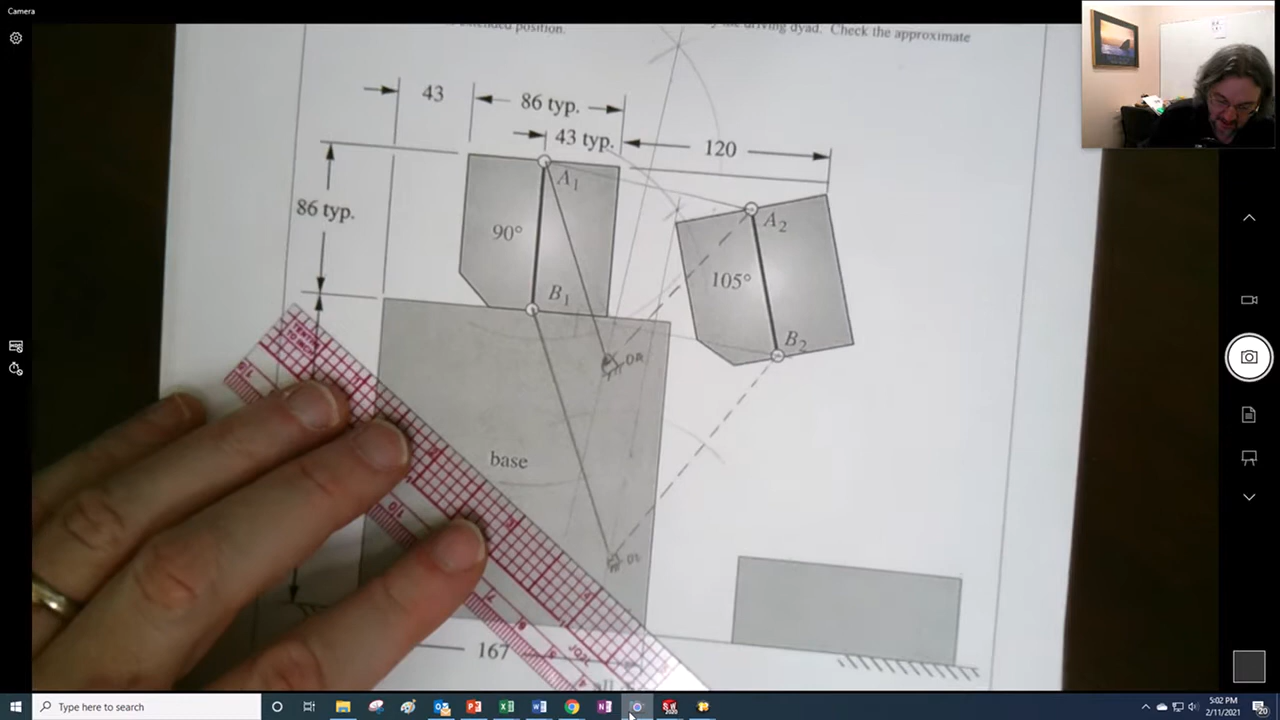 Camera
extended position.
driving dyad. Check the approximate
43
86 typ.
43 typ.
120
A1
86 typ.
90°
A2
105°
B1
B2
base
167
Type here to search
5:02 PM
2/11/2021
20